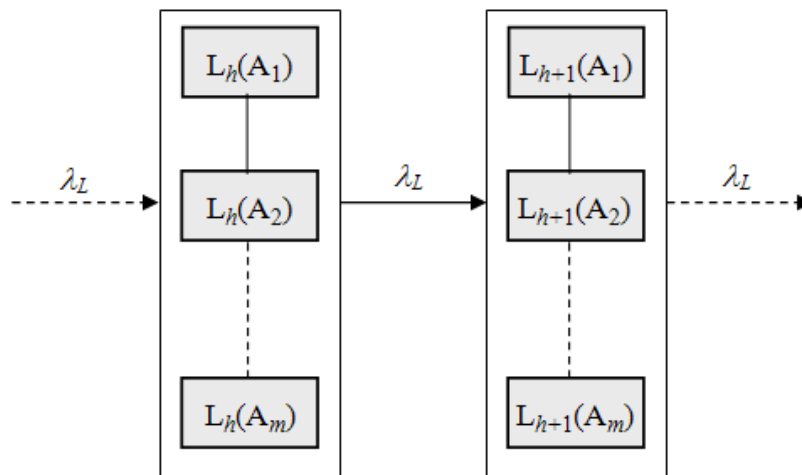 L_h(A_1)
L_{h+1}(A_1)
λ_L
L_h(A_2)
λ_L
L_{h+1}(A_2)
λ_L
L_h(A_m)
L_{h+1}(A_m)